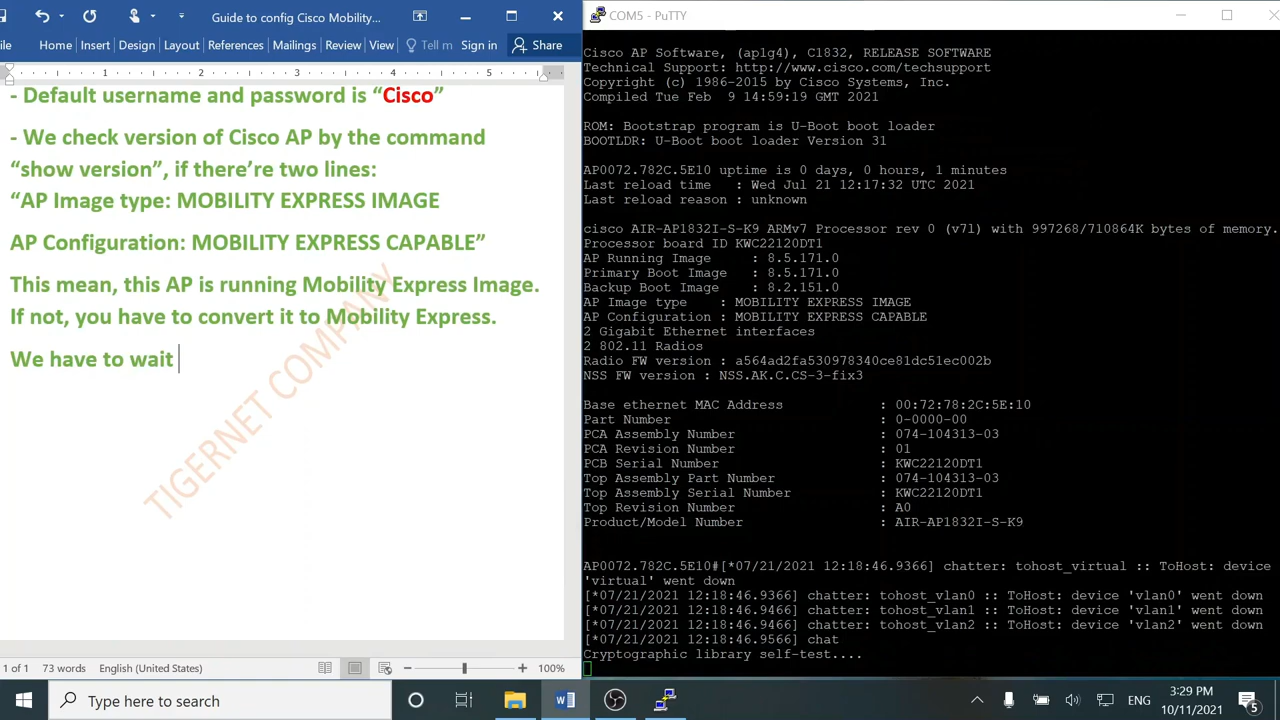 Guide to config Cisco Mobility...
COM5 - PuTTY
ile Home Insert Design Layout References Mailings Review View Tell m Sign in Share
1 2 3 4 5
- Default username and password is “Cisco”
- We check version of Cisco AP by the command
“show version”, if there’re two lines:
“AP Image type: MOBILITY EXPRESS IMAGE
AP Configuration: MOBILITY EXPRESS CAPABLE”
This mean, this AP is running Mobility Express Image.
If not, you have to convert it to Mobility Express.
We have to wait
TIGERNET COMPANY
Cisco AP Software, (ap1g4), C1832, RELEASE SOFTWARE
Technical Support: http://www.cisco.com/techsupport
Copyright (c) 1986-2015 by Cisco Systems, Inc.
Compiled Tue Feb  9 14:59:19 GMT 2021
ROM: Bootstrap program is U-Boot boot loader
BOOTLDR: U-Boot boot loader Version 31
AP0072.782C.5E10 uptime is 0 days, 0 hours, 1 minutes
Last reload time   : Wed Jul 21 12:17:32 UTC 2021
Last reload reason : unknown
cisco AIR-AP1832I-S-K9 ARMv7 Processor rev 0 (v7l) with 997268/710864K bytes of memory.
Processor board ID KWC22120DT1
AP Running Image     : 8.5.171.0
Primary Boot Image   : 8.5.171.0
Backup Boot Image    : 8.2.151.0
AP Image type    : MOBILITY EXPRESS IMAGE
AP Configuration : MOBILITY EXPRESS CAPABLE
2 Gigabit Ethernet interfaces
2 802.11 Radios
Radio FW version : a564ad2fa530978340ce81dc51ec002b
NSS FW version : NSS.AK.C.CS-3-fix3
Base ethernet MAC Address            : 00:72:78:2C:5E:10
Part Number                          : 0-0000-00
PCA Assembly Number                  : 074-104313-03
PCA Revision Number                  : 01
PCB Serial Number                    : KWC22120DT1
Top Assembly Part Number             : 074-104313-03
Top Assembly Serial Number           : KWC22120DT1
Top Revision Number                  : A0
Product/Model Number                 : AIR-AP1832I-S-K9
AP0072.782C.5E10#[*07/21/2021 12:18:46.9366] chatter: tohost_virtual :: ToHost: device
'virtual' went down
[*07/21/2021 12:18:46.9366] chatter: tohost_vlan0 :: ToHost: device 'vlan0' went down
[*07/21/2021 12:18:46.9466] chatter: tohost_vlan1 :: ToHost: device 'vlan1' went down
[*07/21/2021 12:18:46.9466] chatter: tohost_vlan2 :: ToHost: device 'vlan2' went down
[*07/21/2021 12:18:46.9566] chat
Cryptographic library self-test....
1 of 1 73 words English (United States) 100%
Type here to search
ENG
3:29 PM
10/11/2021
5